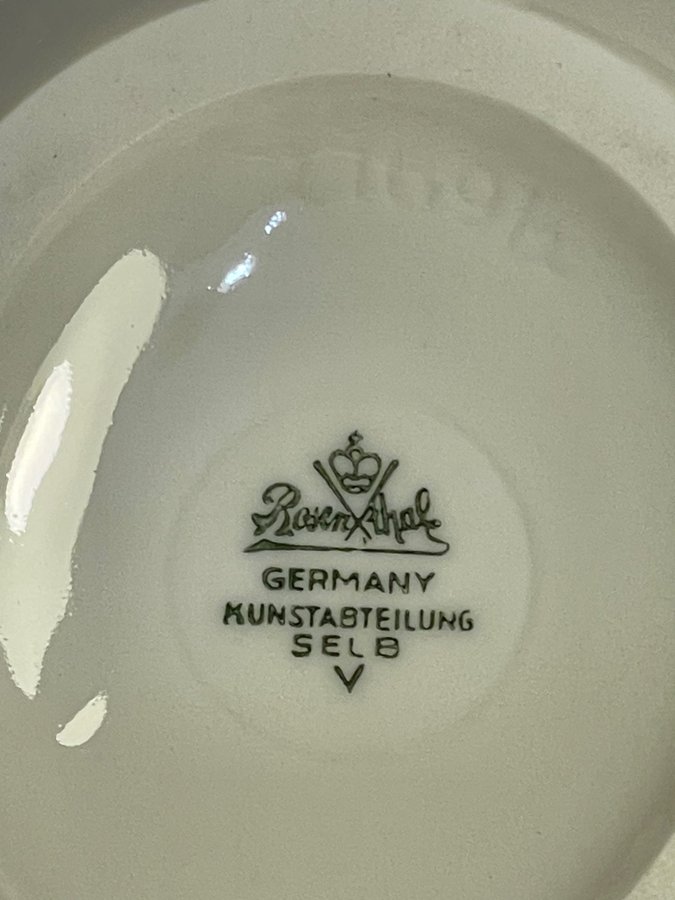 Rosenthal
GERMANY
KUNSTABTEILUNG
SELB
V